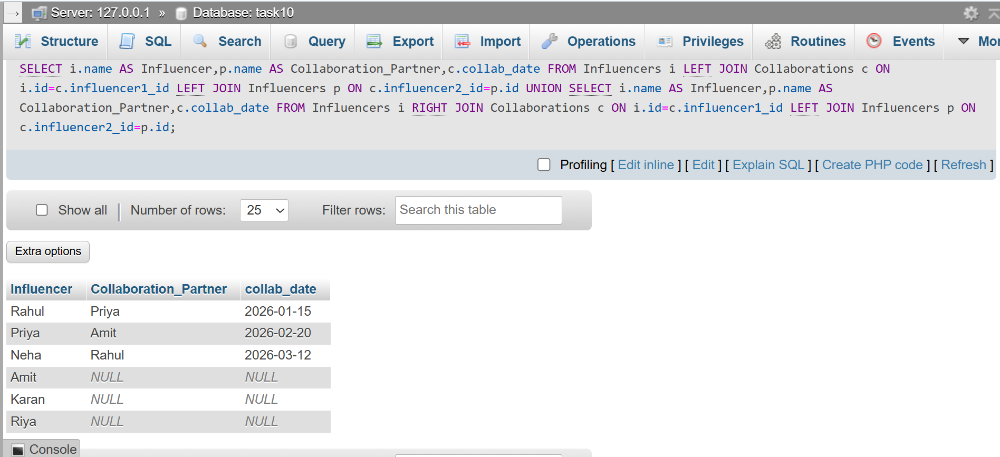 → Server: 127.0.0.1 » Database: task10
Structure SQL Search Query Export Import Operations Privileges Routines Events Mor
SELECT i.name AS Influencer,p.name AS Collaboration_Partner,c.collab_date FROM Influencers i LEFT JOIN Collaborations c ON
i.id=c.influencer1_id LEFT JOIN Influencers p ON c.influencer2_id=p.id UNION SELECT i.name AS Influencer,p.name AS
Collaboration_Partner,c.collab_date FROM Influencers i RIGHT JOIN Collaborations c ON i.id=c.influencer1_id LEFT JOIN Influencers p ON
c.influencer2_id=p.id;
Profiling [ Edit inline ] [ Edit ] [ Explain SQL ] [ Create PHP code ] [ Refresh ]
Show all | Number of rows: 25 Filter rows: Search this table
Extra options
Influencer Collaboration_Partner collab_date
Rahul Priya 2026-01-15
Priya Amit 2026-02-20
Neha Rahul 2026-03-12
Amit NULL NULL
Karan NULL NULL
Riya NULL NULL
Console